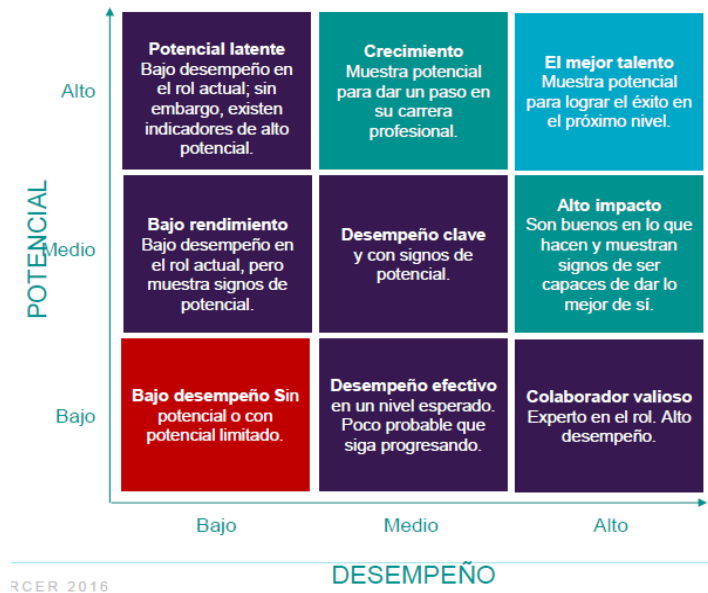 Potencial latente
Bajo desempeño en
el rol actual; sin
embargo, existen
indicadores de alto
potencial.
Crecimiento
Muestra potencial
para dar un paso en
su carrera
profesional.
El mejor talento
Muestra potencial
para lograr el éxito en
el próximo nivel.
Alto
Bajo rendimiento
Bajo desempeño en
el rol actual, pero
muestra signos de
potencial.
Desempeño clave
y con signos de
potencial.
Alto impacto
Son buenos en lo que
hacen y muestran
signos de ser
capaces de dar lo
mejor de sí.
POTENCIAL
Medio
Bajo desempeño Sin
potencial o con
potencial limitado.
Desempeño efectivo
en un nivel esperado.
Poco probable que
siga progresando.
Colaborador valioso
Experto en el rol. Alto
desempeño.
Bajo
Bajo
Medio
Alto
DESEMPEÑO
RCER 2016